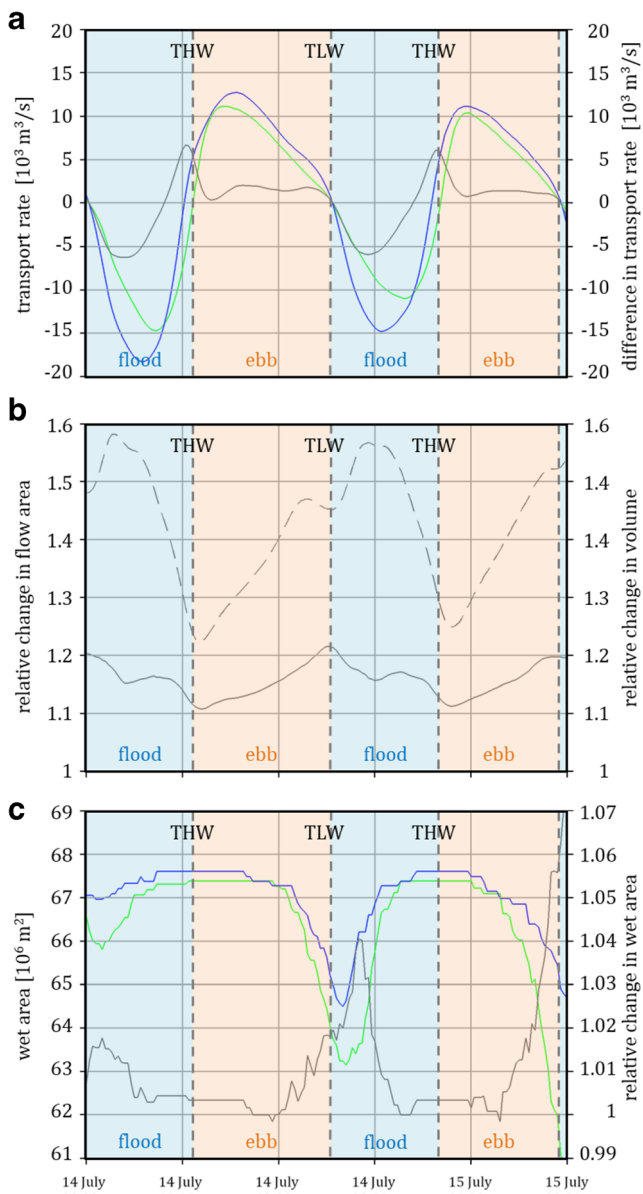 a
20 20
THW TLW THW
15 15
10 10
5 5
0 0
-5 -5
-10 -10
-15 -15
-20 -20
flood ebb flood ebb
transport rate [10³ m³/s]
difference in transport rate [10³ m³/s]
b
1.6 1.6
THW TLW THW
1.5 1.4
1.4 1.4
1.3 1.3
1.2 1.2
1.1 1.1
1 1
flood ebb flood ebb
relative change in flow area
relative change in volume
c
69 1.07
THW TLW THW
68 1.06
67 1.05
66 1.04
65 1.03
64 1.02
63 1.01
62 1
61 0.99
flood ebb flood ebb
wet area [10⁶ m²]
relative change in wet area
14 July 14 July 14 July 14 July 15 July 15 July